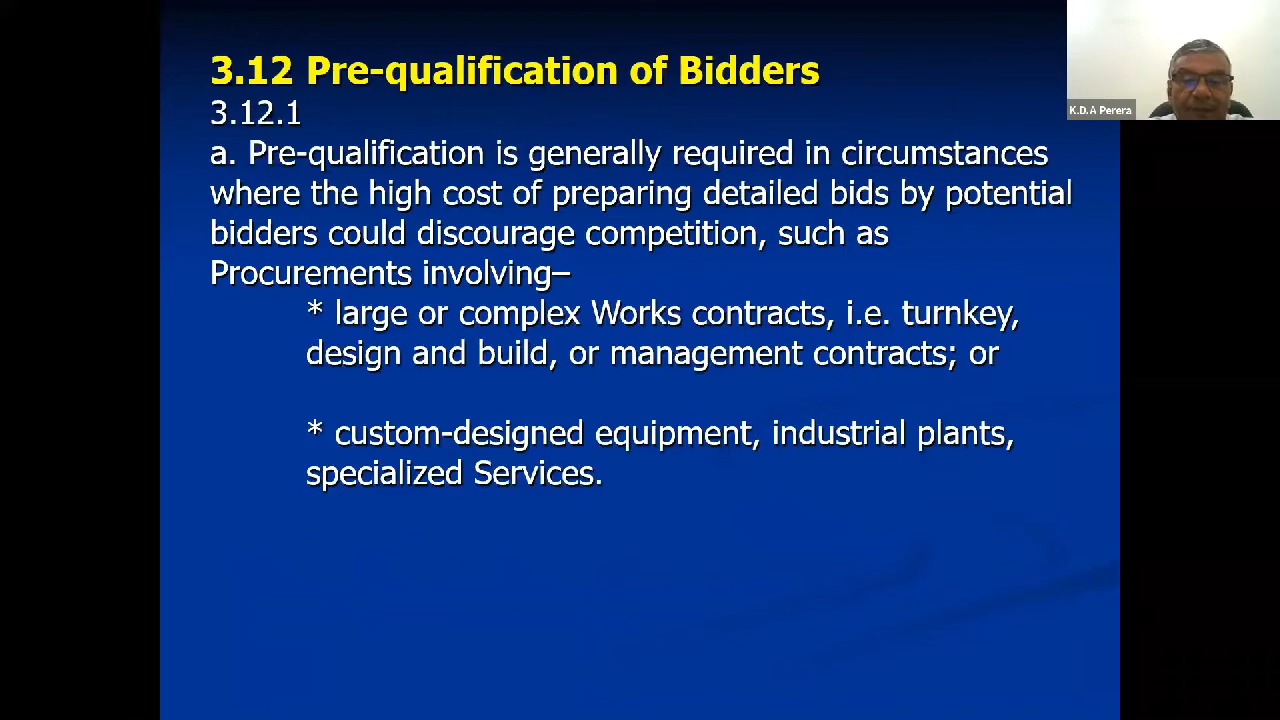 3.12 Pre-qualification of Bidders
3.12.1
a. Pre-qualification is generally required in circumstances
where the high cost of preparing detailed bids by potential
bidders could discourage competition, such as
Procurements involving–
* large or complex Works contracts, i.e. turnkey,
design and build, or management contracts; or
* custom-designed equipment, industrial plants,
specialized Services.
K.D.A Perera